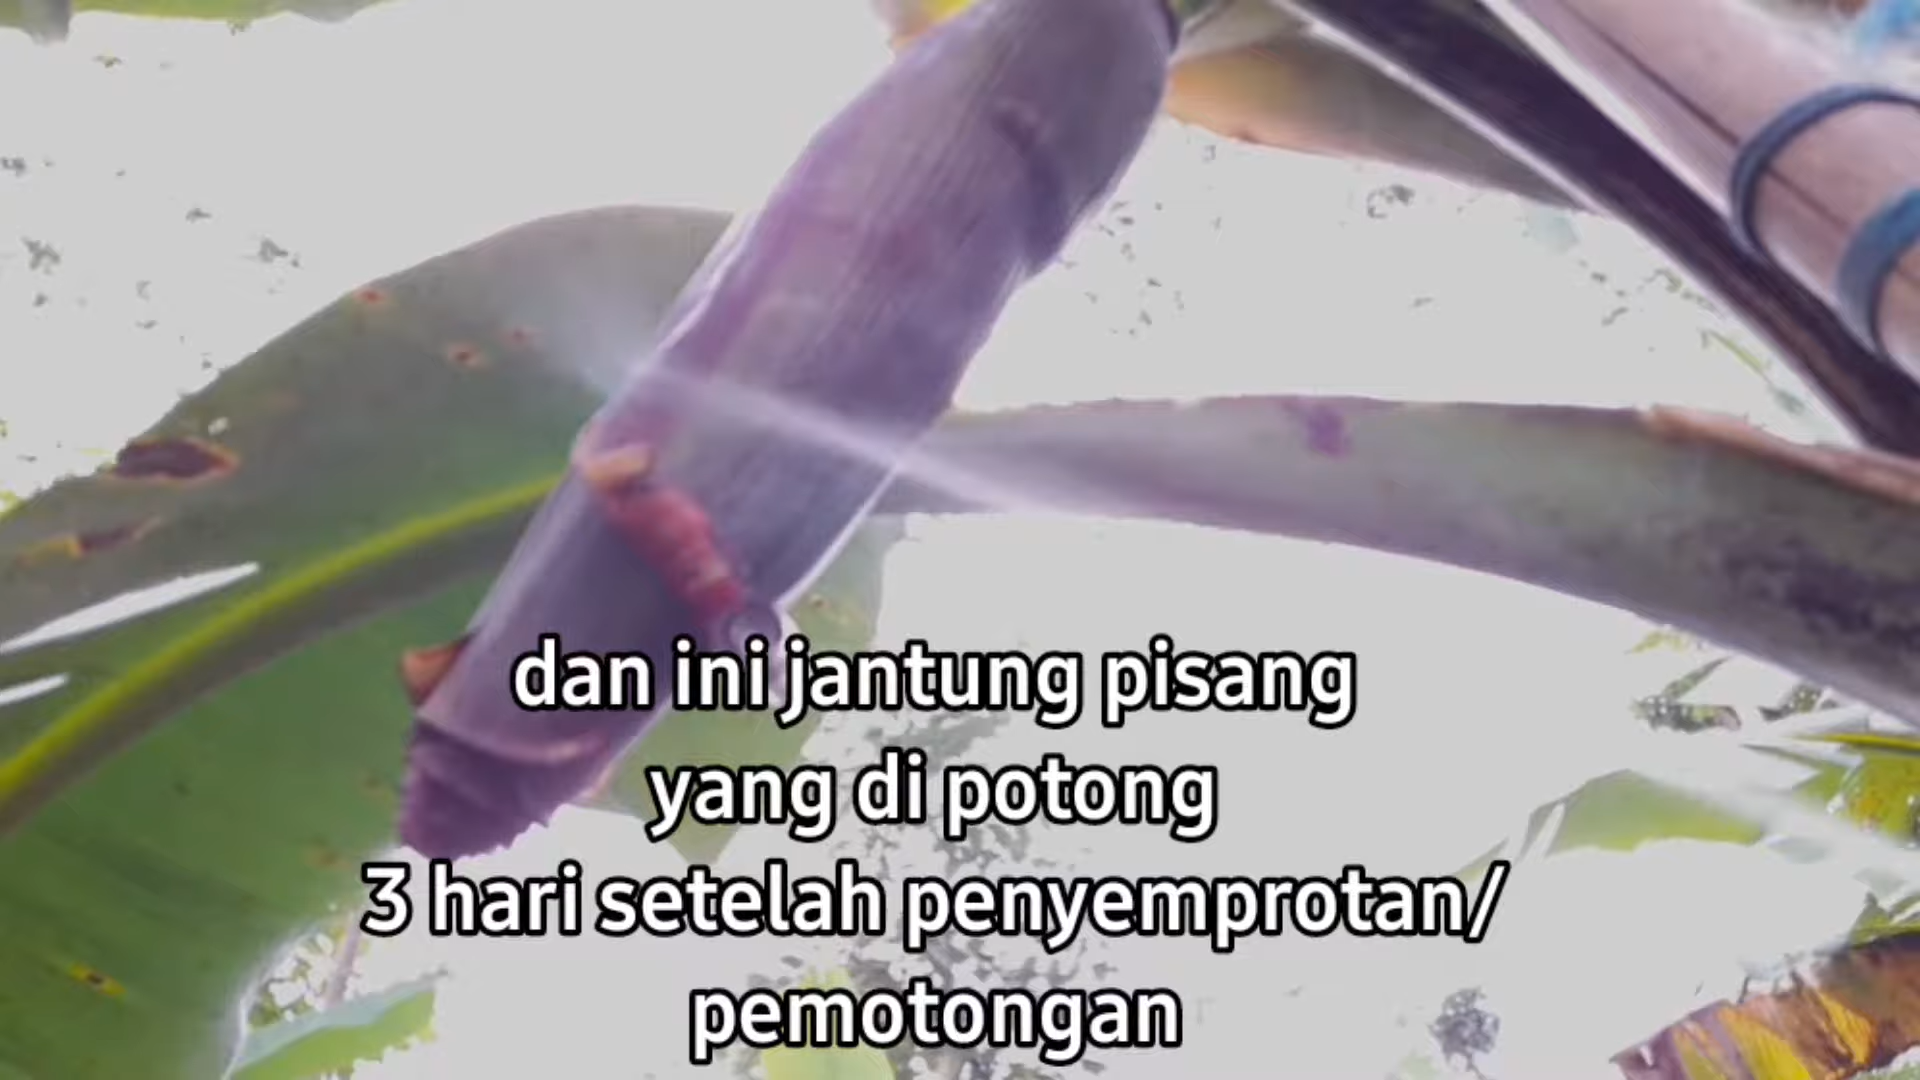 dan ini jantung pisang
yang di potong
3 hari setelah penyemprotan/
pemotongan